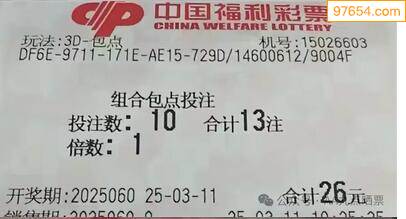 97654.com
中国福利彩票
CHINA WELFARE LOTTERY
玩法:3D-包点 机号:15026603
DF6E-9711-171E-AE15-729D/14600612/9004F
组合包点投注
投注数: 10 合计13注
倍数: 1
开奖期:2025060 25-03-11 合计26元